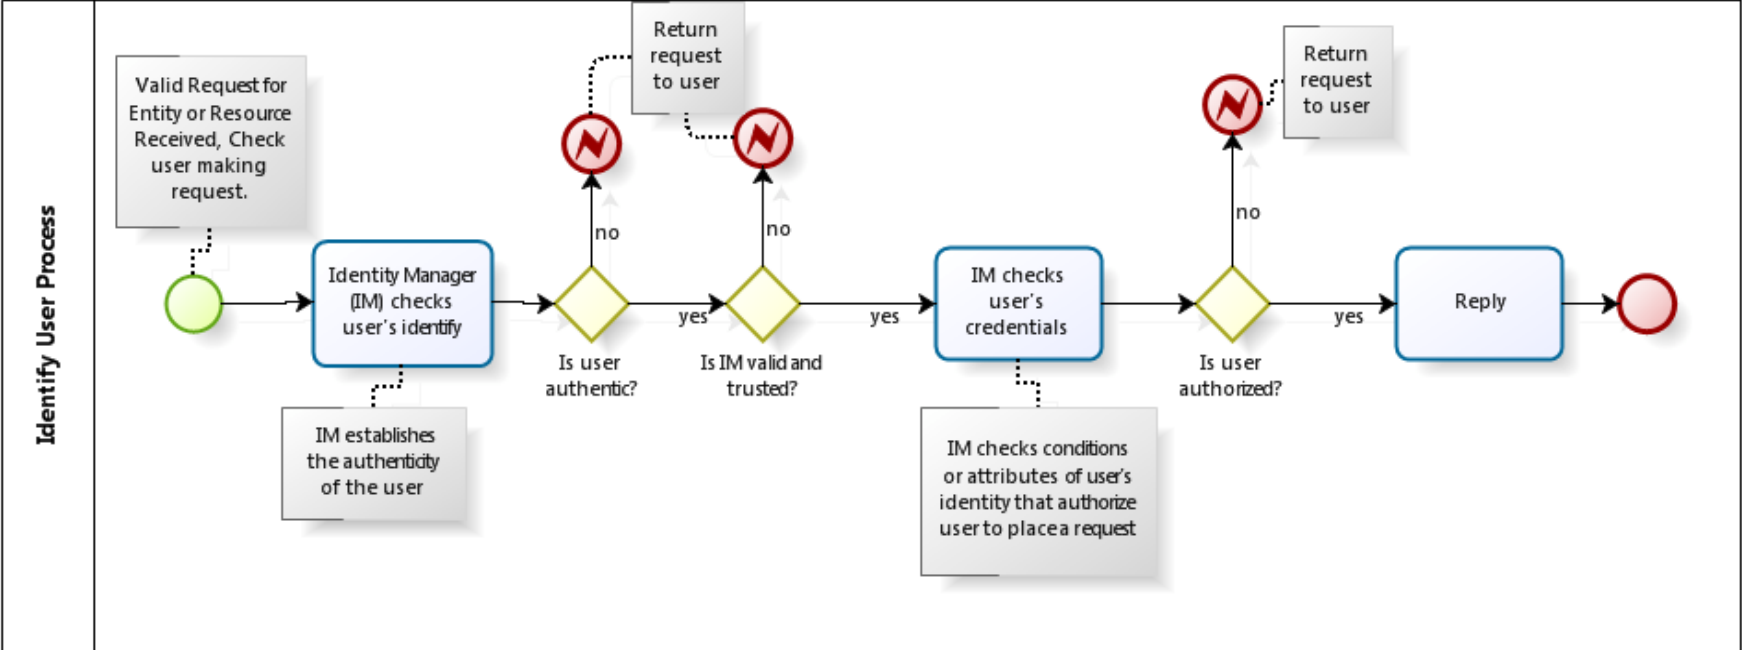 Identify User Process
Valid Request for
Entity or Resource
Received, Check
user making
request.
Identity Manager
(IM) checks
user's identify
IM establishes
the authenticity
of the user
Return
request
to user
no
no
yes
yes
Is user
authentic?
Is IM valid and
trusted?
IM checks
user's
credentials
IM checks conditions
or attributes of user's
identity that authorize
user to place a request
Return
request
to user
no
yes
Is user
authorized?
Reply